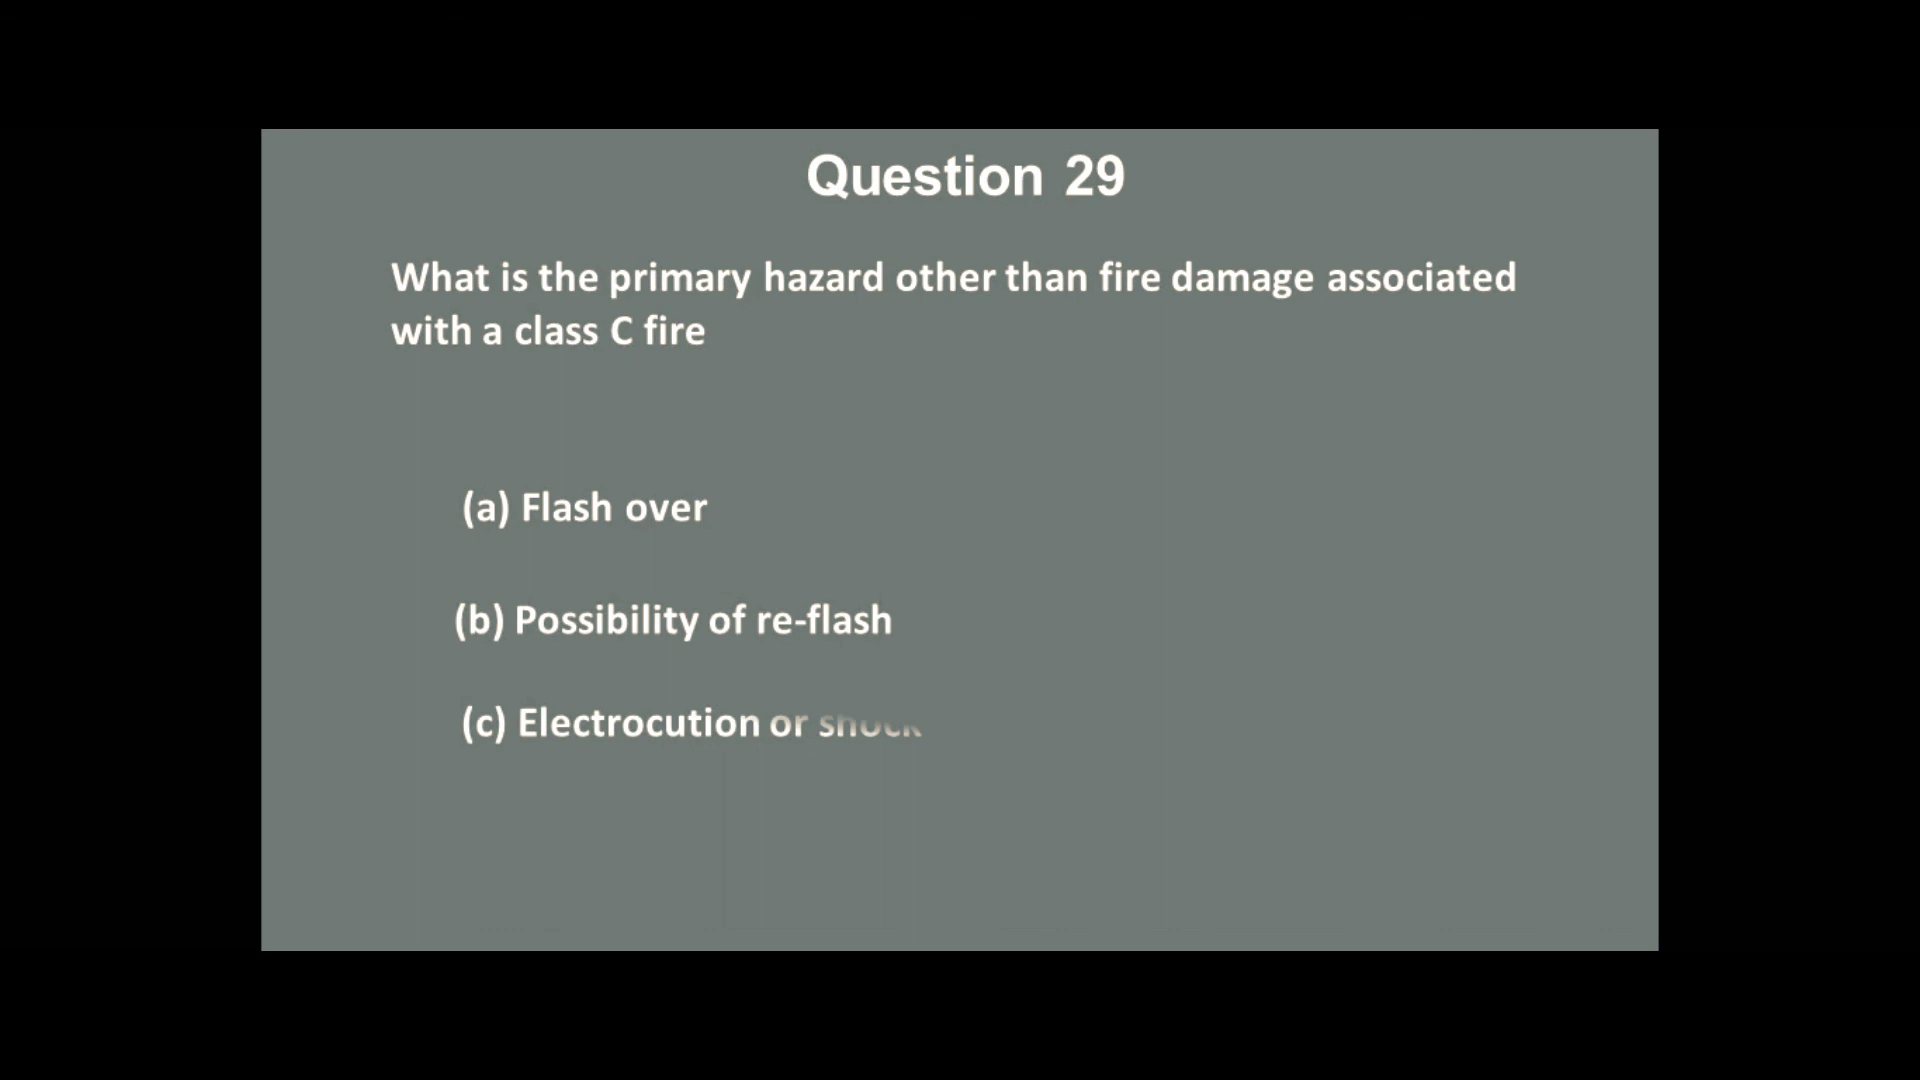 Question 29
What is the primary hazard other than fire damage associated
with a class C fire
(a) Flash over
(b) Possibility of re-flash
(c) Electrocution or shock